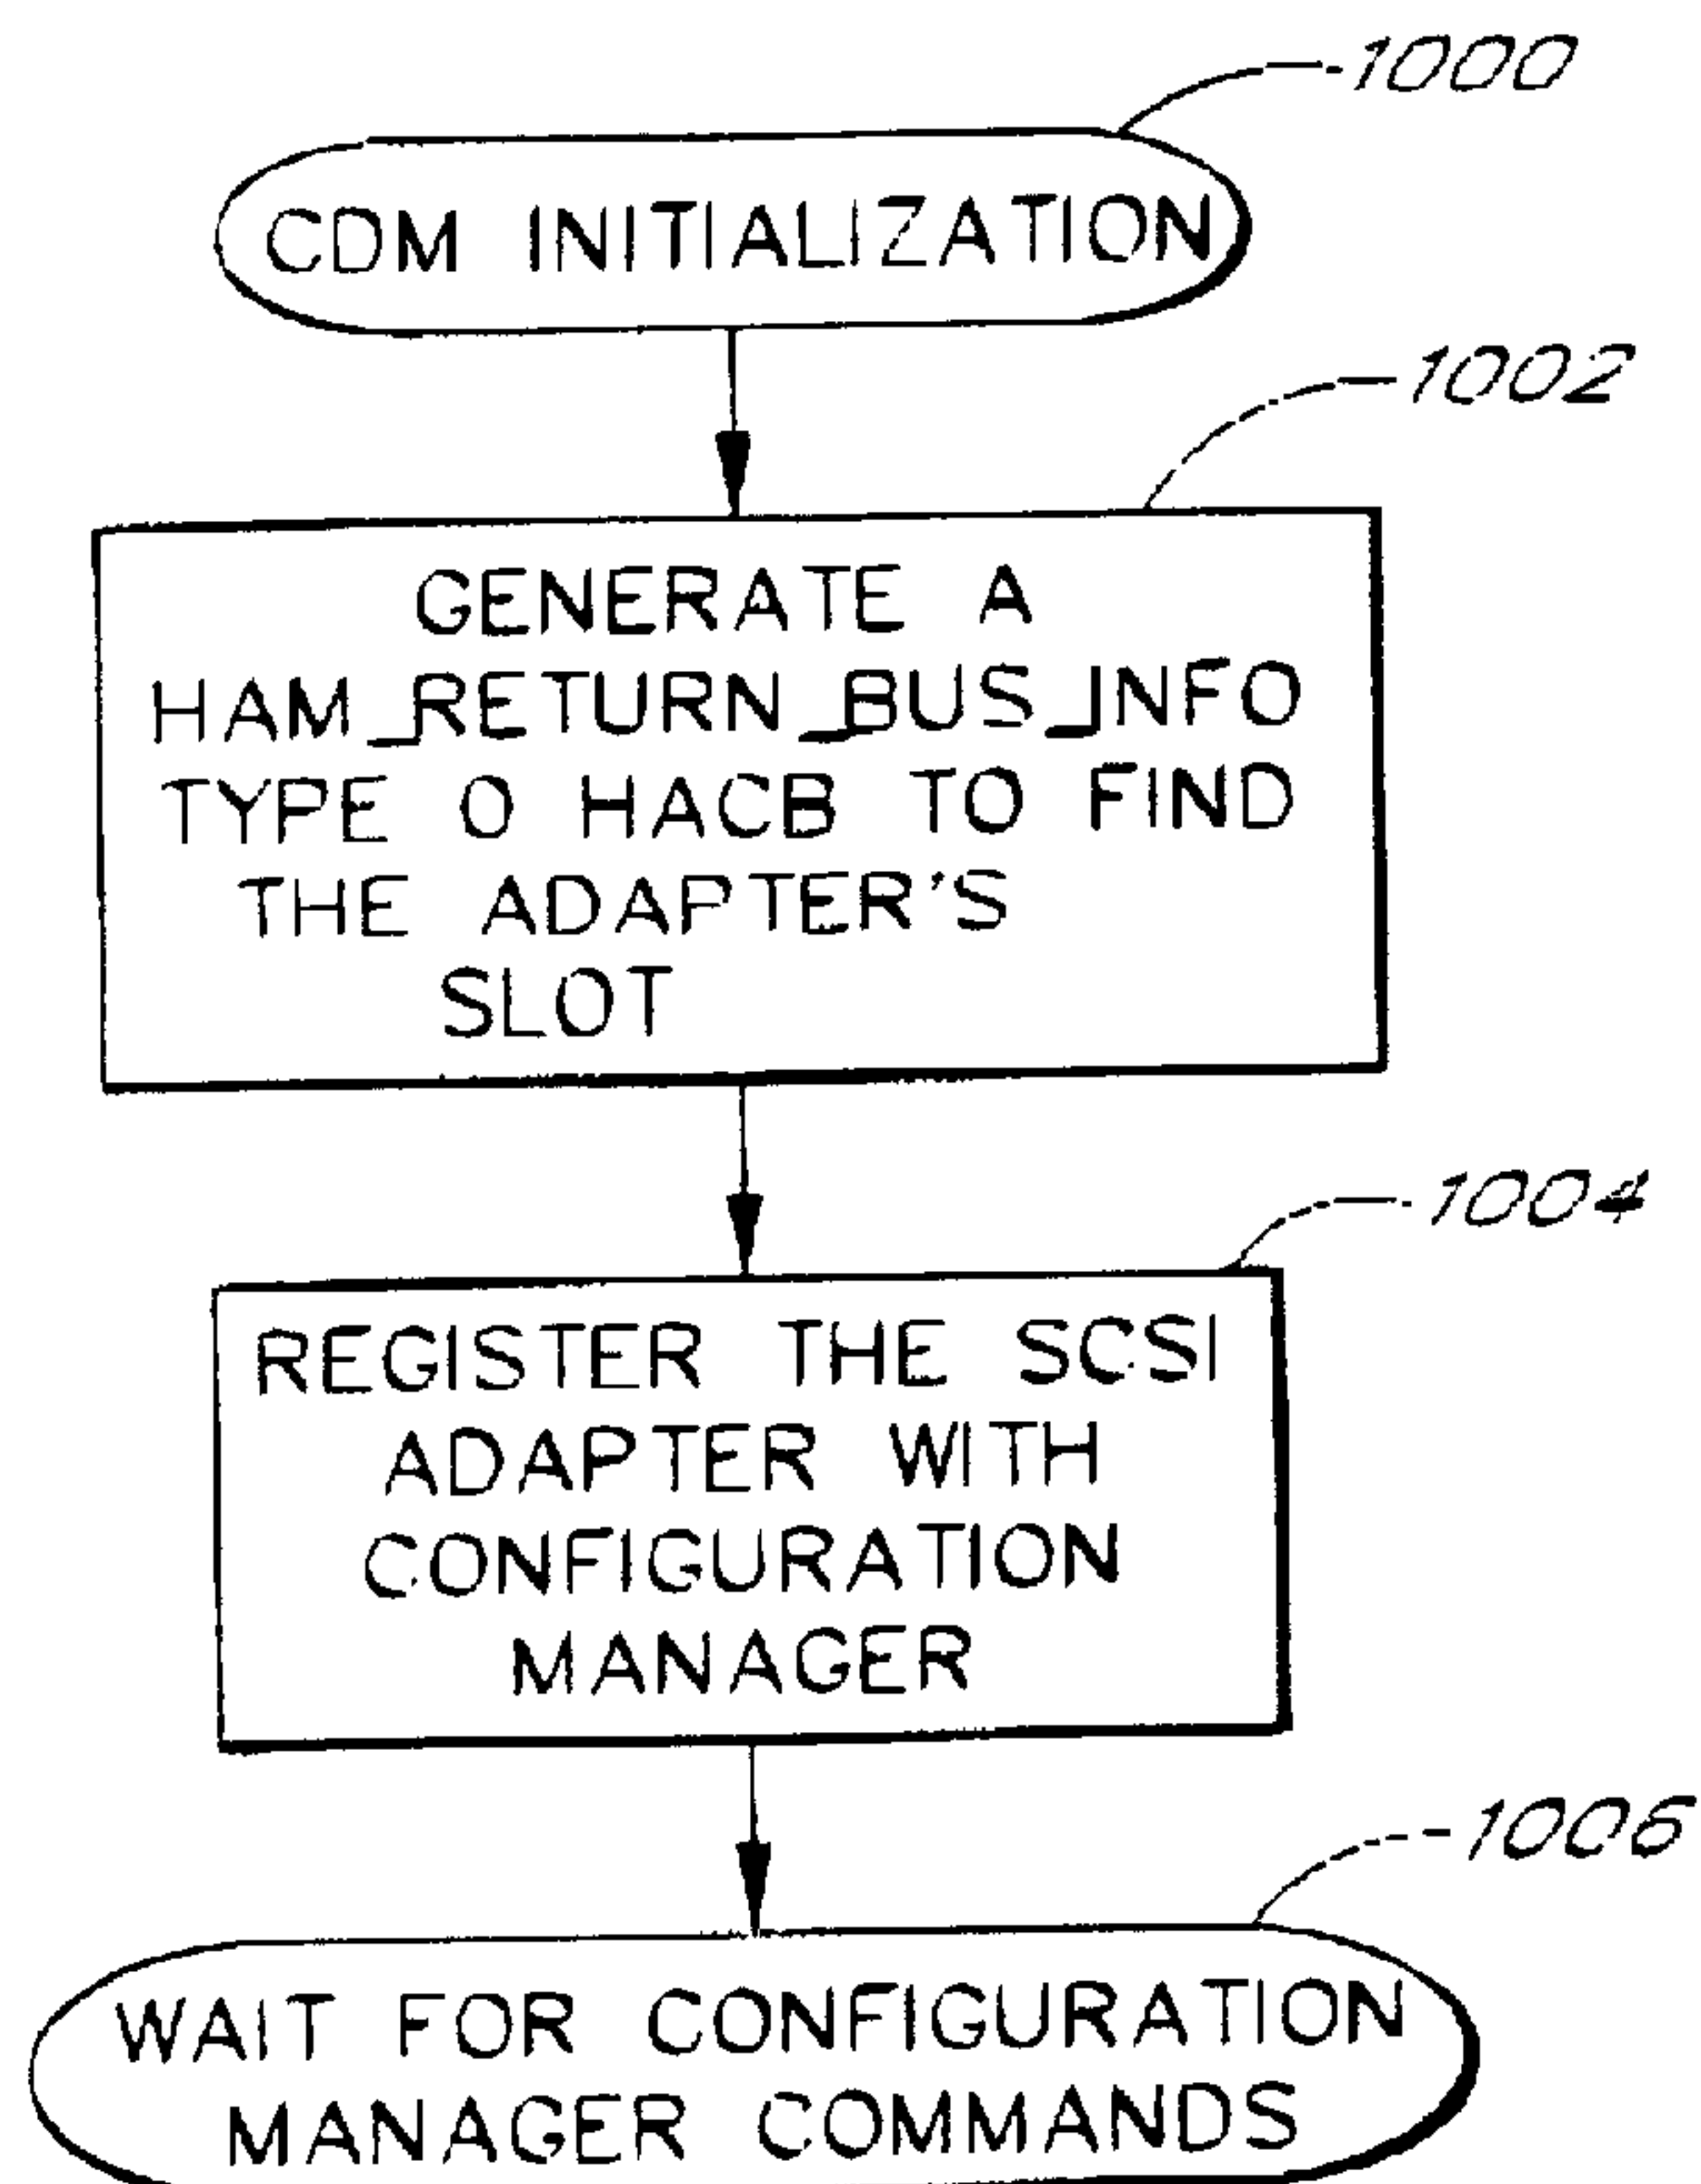 1000
CDM INITIALIZATION
1002
GENERATE A
HAM_RETURN_BUS_INFO
TYPE 0 HACB TO FIND
THE ADAPTER'S
SLOT
1004
REGISTER THE SCSI
ADAPTER WITH
CONFIGURATION
MANAGER
1006
WAIT FOR CONFIGURATION
MANAGER COMMANDS